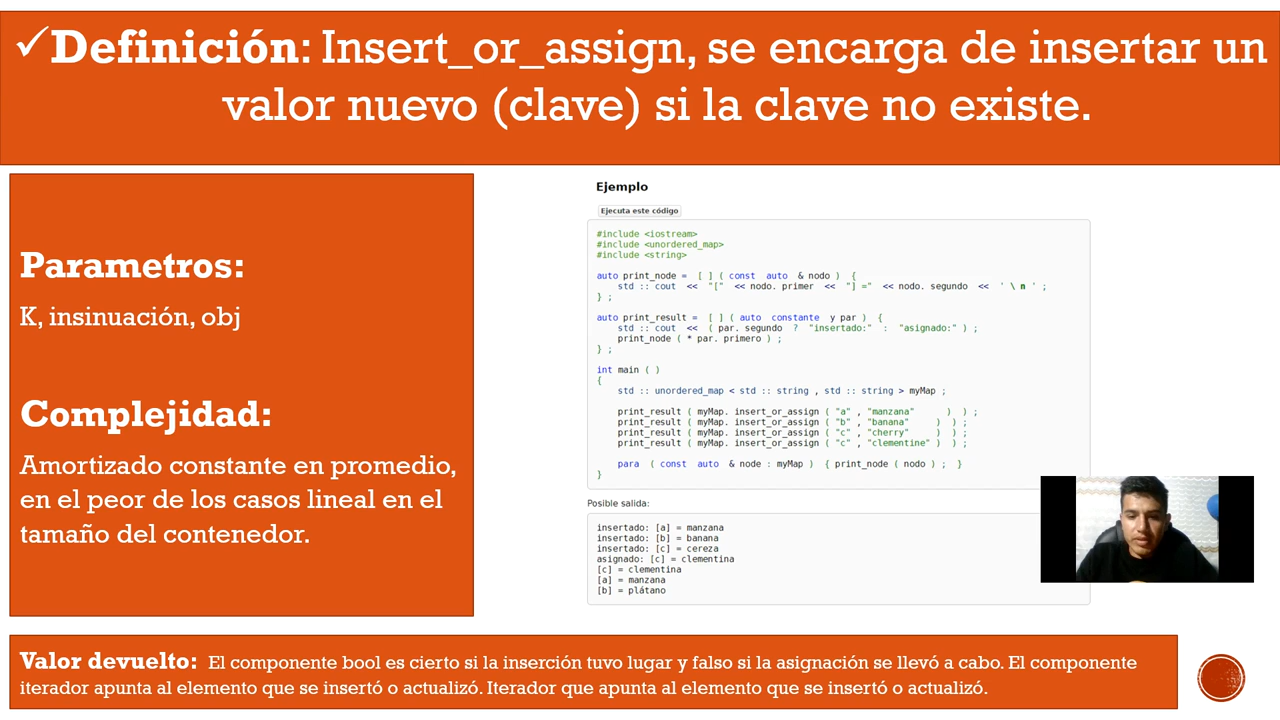 ✓Definición: Insert_or_assign, se encarga de insertar un
valor nuevo (clave) si la clave no existe.
Parametros:
K, insinuación, obj
Complejidad:
Amortizado constante en promedio,
en el peor de los casos lineal en el
tamaño del contenedor.
Ejemplo
Ejecuta este código
#include <iostream>
#include <unordered_map>
#include <string>
auto print_node = [ ] ( const auto & nodo ) {
std :: cout << "[" << nodo. primer << "] =" << nodo. segundo << ' \ n ' ;
} ;
auto print_result = [ ] ( auto constante y par ) {
std :: cout << ( par. segundo ? "insertado:" : "asignado:" ) ;
print_node ( * par. primero ) ;
} ;
int main ( )
{
std :: unordered_map < std :: string , std :: string > myMap ;
print_result ( myMap. insert_or_assign ( "a" , "manzana" ) ) ;
print_result ( myMap. insert_or_assign ( "b" , "banana" ) ) ;
print_result ( myMap. insert_or_assign ( "c" , "cherry" ) ) ;
print_result ( myMap. insert_or_assign ( "c" , "clementine" ) ) ;
para ( const auto & node : myMap ) { print_node ( nodo ) ; }
}
Posible salida:
insertado: [a] = manzana
insertado: [b] = banana
insertado: [c] = cereza
asignado: [c] = clementina
[c] = clementina
[a] = manzana
[b] = plátano
Valor devuelto: El componente bool es cierto si la inserción tuvo lugar y falso si la asignación se llevó a cabo. El componente
iterador apunta al elemento que se insertó o actualizó. Iterador que apunta al elemento que se insertó o actualizó.